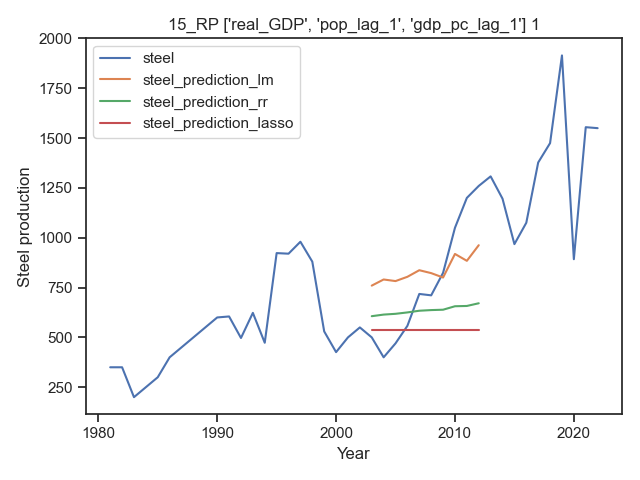 15_RP ['real_GDP', 'pop_lag_1', 'gdp_pc_lag_1'] 1
steel
steel_prediction_lm
steel_prediction_rr
steel_prediction_lasso
Steel production
2000
1750
1500
1250
1000
750
500
250
1980
1990
2000
2010
2020
Year